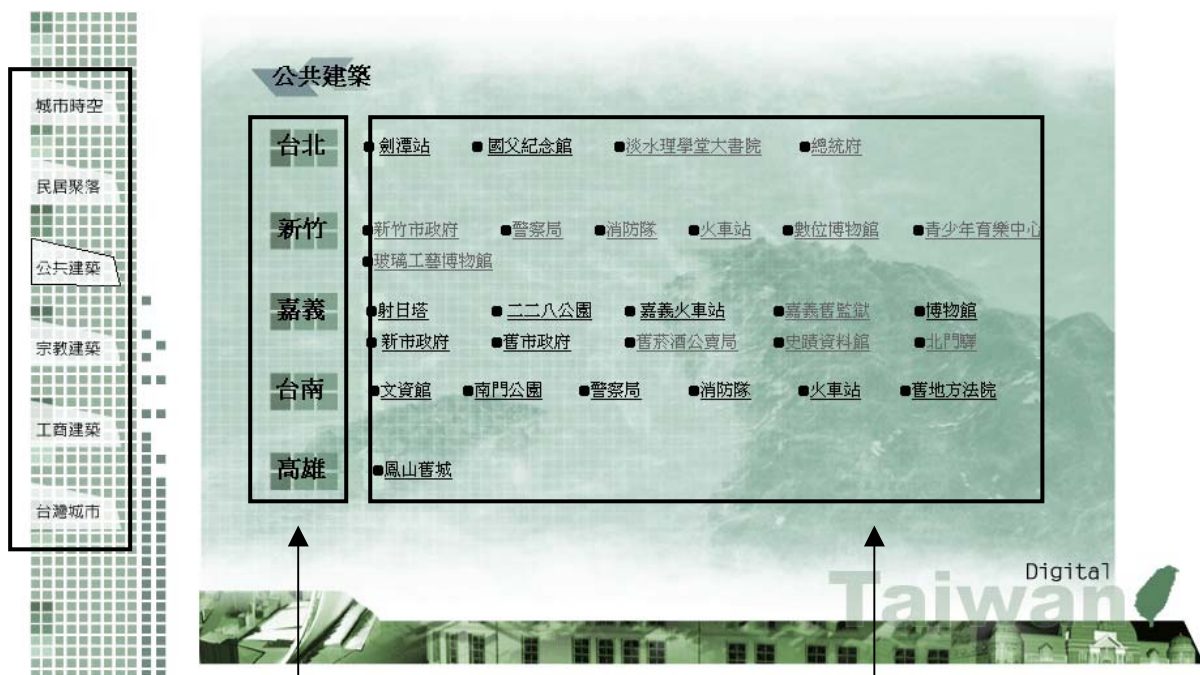 城市時空
民居聚落
公共建築
宗教建築
工商建築
台灣城市
公共建築
台北 劍潭站 國父紀念館 淡水理學堂大書院 總統府
新竹 新竹市政府 警察局 消防隊 火車站 數位博物館 青少年育樂中心
玻璃工藝博物館
嘉義 射日塔 二二八公園 嘉義火車站 嘉義舊監獄 博物館
新市政府 舊市政府 舊菸酒公賣局 史蹟資料館 北門驛
台南 文資館 南門公園 警察局 消防隊 火車站 舊地方法院
高雄 鳳山舊城
Digital
Taiwan